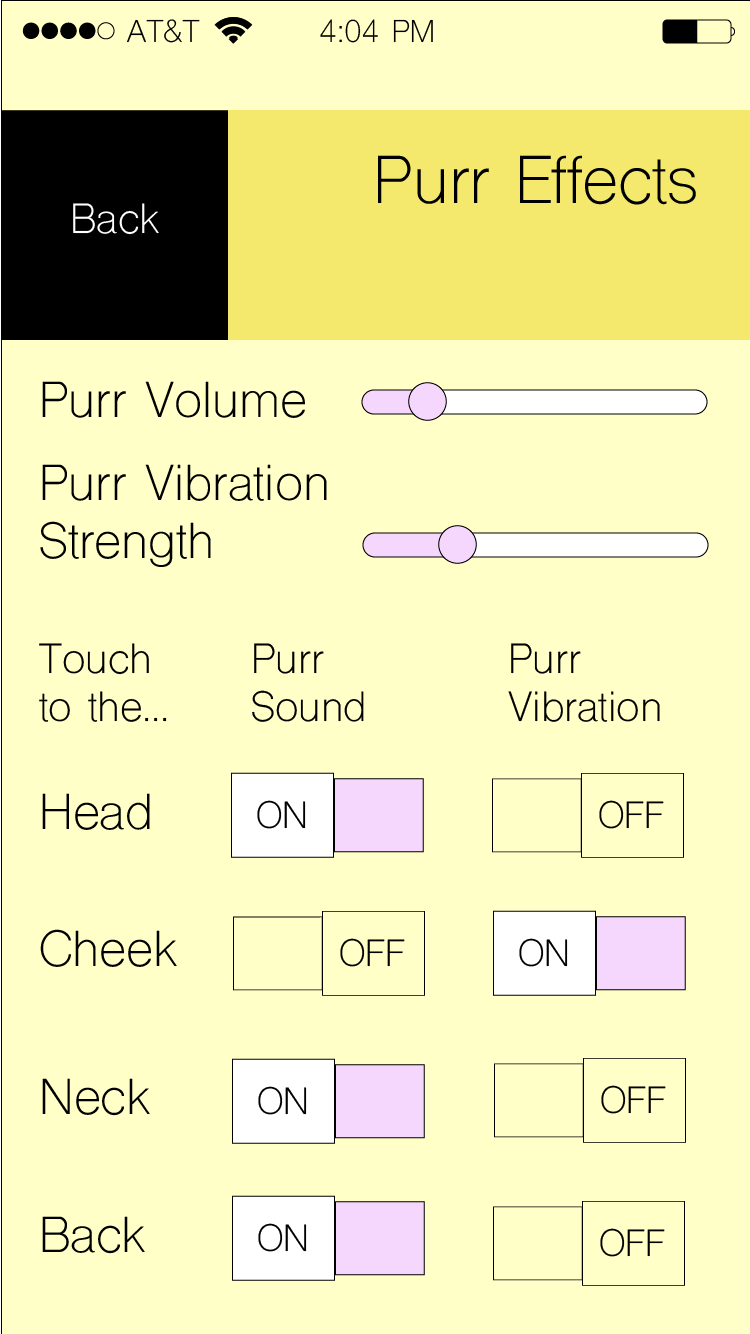 AT&T 4:04 PM
Back
Purr Effects
Purr Volume
Purr Vibration
Strength
Touch
to the...
Purr
Sound
Purr
Vibration
Head ON OFF
Cheek OFF ON
Neck ON OFF
Back ON OFF